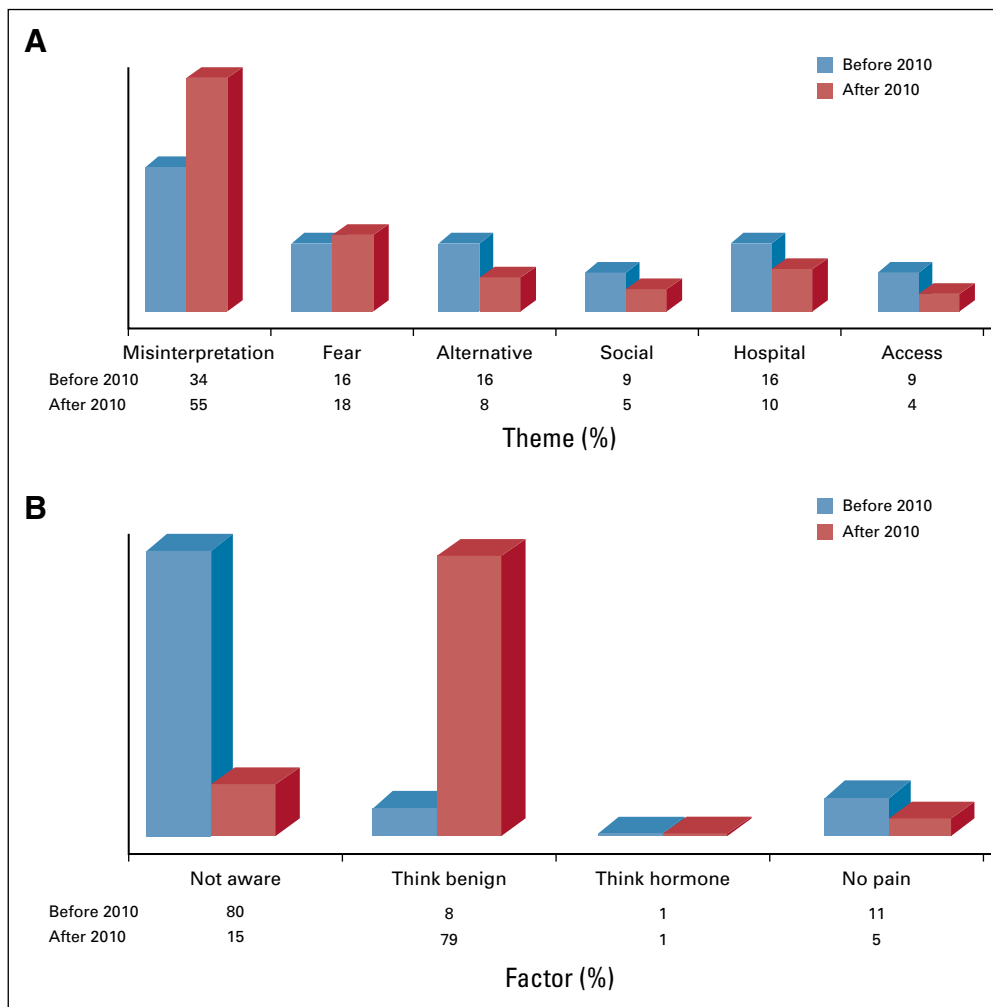 A
Before 2010
After 2010
Misinterpretation Fear Alternative Social Hospital Access
Before 2010 34 16 16 9 16 9
After 2010 55 18 8 5 10 4
Theme (%)
B
Before 2010
After 2010
Not aware Think benign Think hormone No pain
Before 2010 80 8 1 11
After 2010 15 79 1 5
Factor (%)